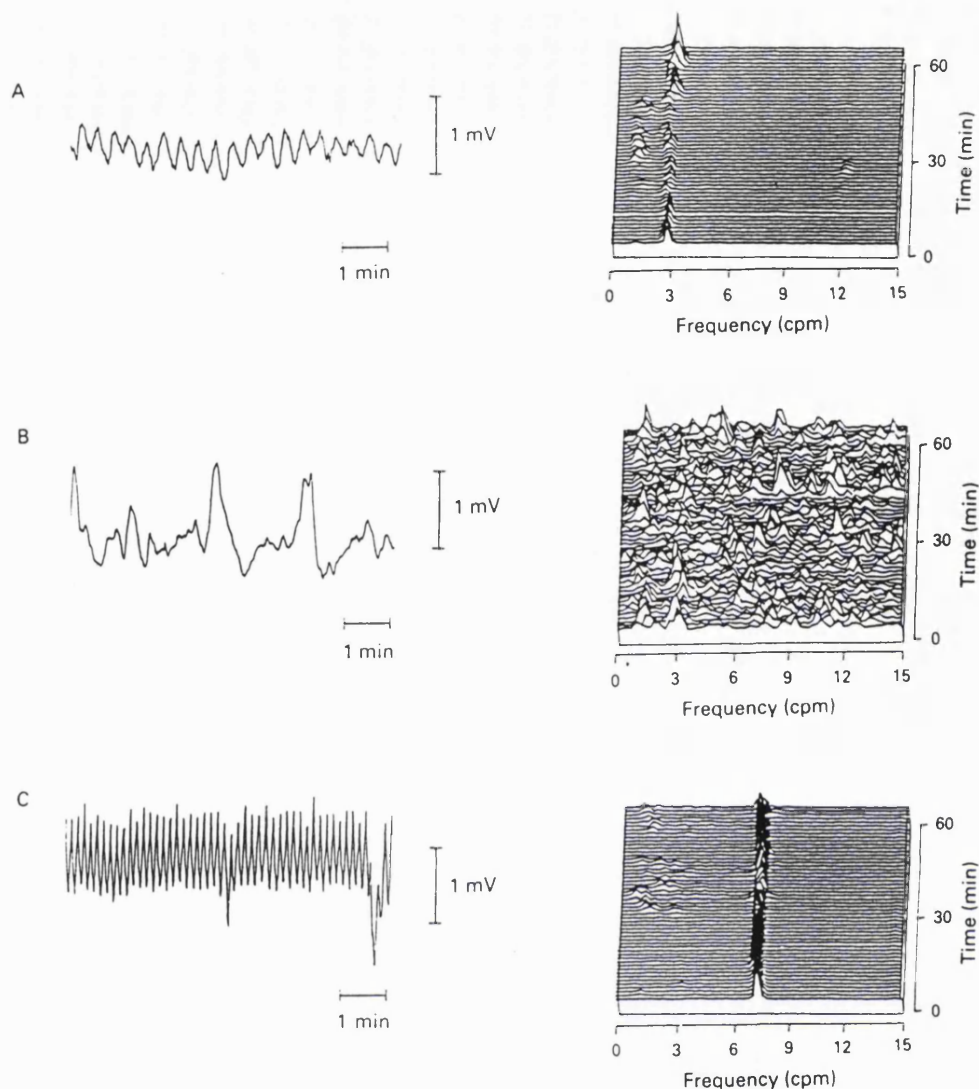 A
1 mV
1 min
60
30
0
Time (min)
0 3 6 9 12 15
Frequency (cpm)
B
1 mV
1 min
60
30
0
Time (min)
0 3 6 9 12 15
Frequency (cpm)
C
1 mV
1 min
60
30
0
Time (min)
0 3 6 9 12 15
Frequency (cpm)